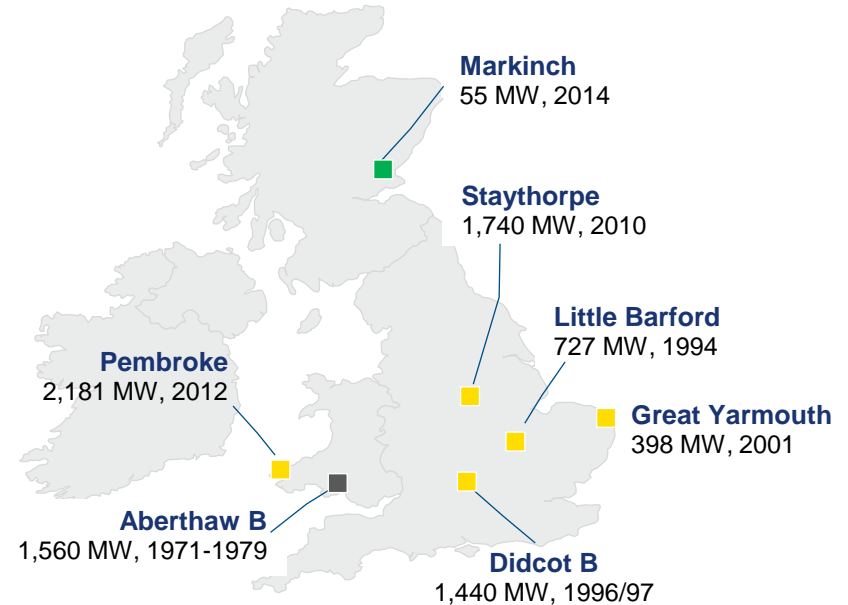 Markinch
55 MW, 2014
Staythorpe
1,740 MW, 2010
Little Barford
727 MW, 1994
Pembroke
2,181 MW, 2012
Great Yarmouth
398 MW, 2001
Aberthaw B
1,560 MW, 1971-1979
Didcot B
1,440 MW, 1996/97